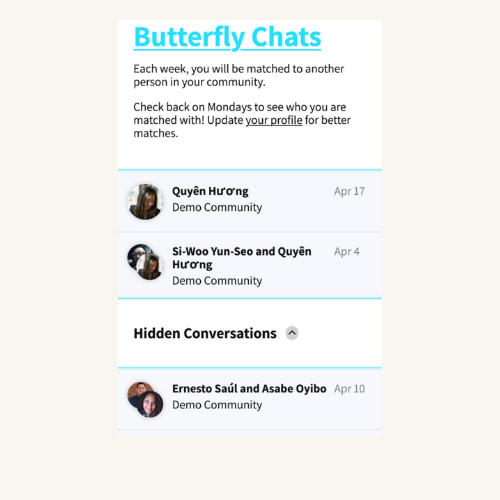 Butterfly Chats
Each week, you will be matched to another
person in your community.
Check back on Mondays to see who you are
matched with! Update your profile for better
matches.
Quyên Hương Apr 17
Demo Community
Si-Woo Yun-Seo and Quyên Apr 4
Hương
Demo Community
Hidden Conversations
Ernesto Saúl and Asabe Oyibo Apr 10
Demo Community